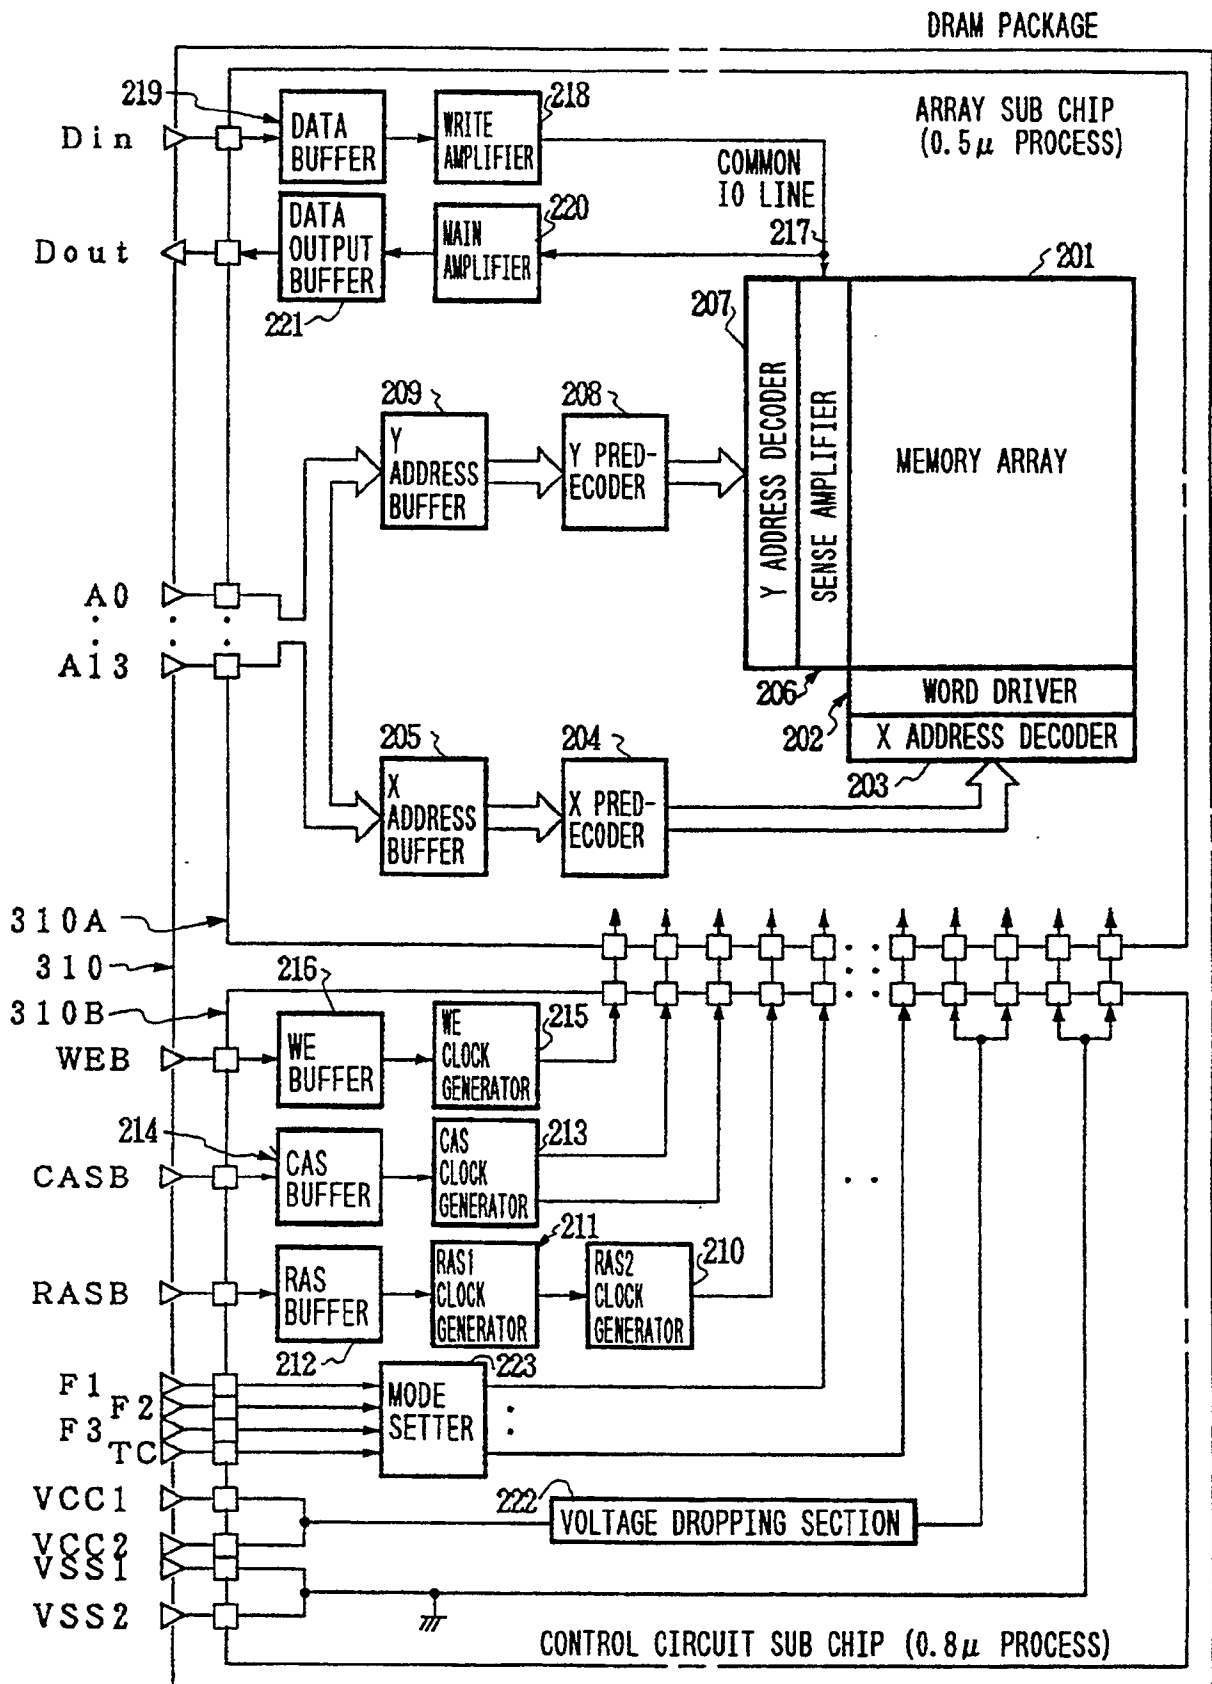 DRAM PACKAGE
ARRAY SUB CHIP
(0.5μ PROCESS)
219
218
Din
DATA
BUFFER
WRITE
AMPLIFIER
COMMON
IO LINE
217
Dout
DATA
OUTPUT
BUFFER
221
MAIN
AMPLIFIER
220
201
207
Y ADDRESS DECODER
SENSE AMPLIFIER
MEMORY ARRAY
209
Y
ADDRESS
BUFFER
208
Y PRED-
ECODER
A0
A13
206
WORD DRIVER
202
X ADDRESS DECODER
203
205
X
ADDRESS
BUFFER
204
X PRED-
ECODER
310A
310
310B
216
WE
BUFFER
WE
CLOCK
GENERATOR
215
WEB
214
CAS
BUFFER
CAS
CLOCK
GENERATOR
213
CASB
211
RAS
BUFFER
212
RAS1
CLOCK
GENERATOR
RAS2
CLOCK
GENERATOR
210
RASB
223
MODE
SETTER
F1
F2
F3
TC
VCC1
VCC2
VSS1
VSS2
222
VOLTAGE DROPPING SECTION
CONTROL CIRCUIT SUB CHIP (0.8μ PROCESS)